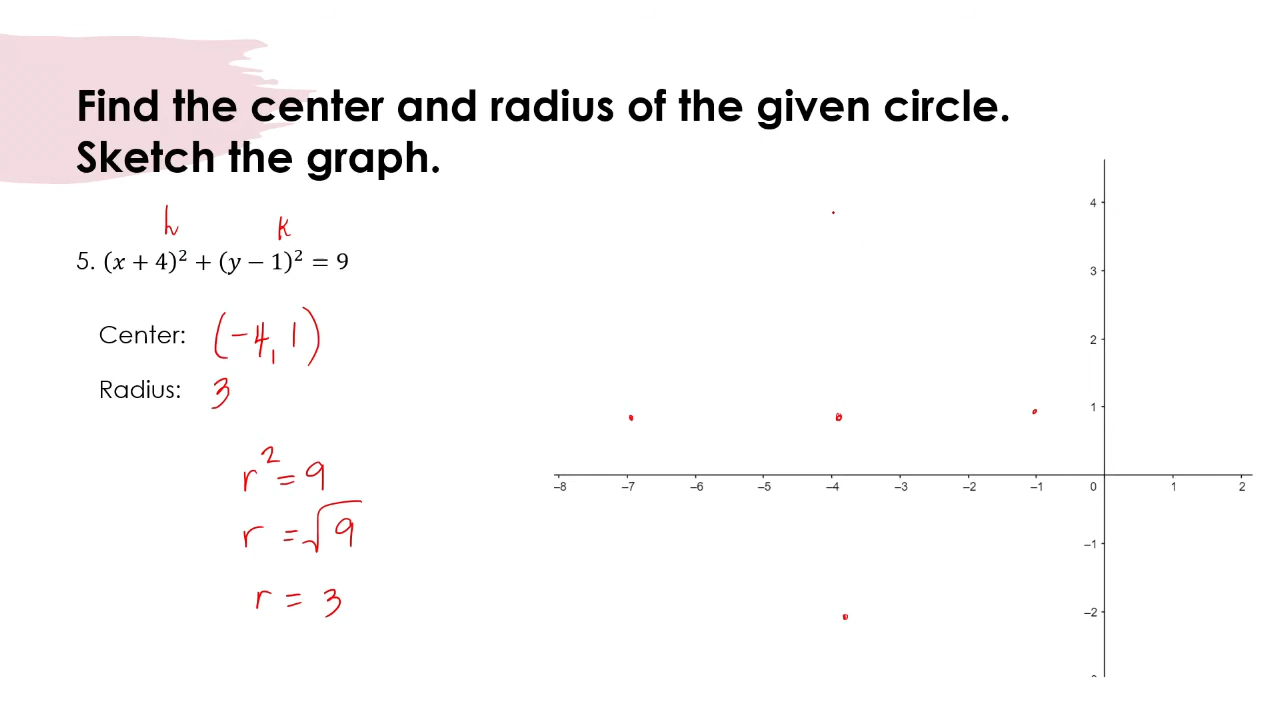 Find the center and radius of the given circle.
Sketch the graph.
h k
5. (x + 4)² + (y − 1)² = 9
Center: (−4, 1)
Radius: 3
r² = 9
r = √9
r = 3
4
3
2
1
−8 −7 −6 −5 −4 −3 −2 −1 0 1 2
−1
−2